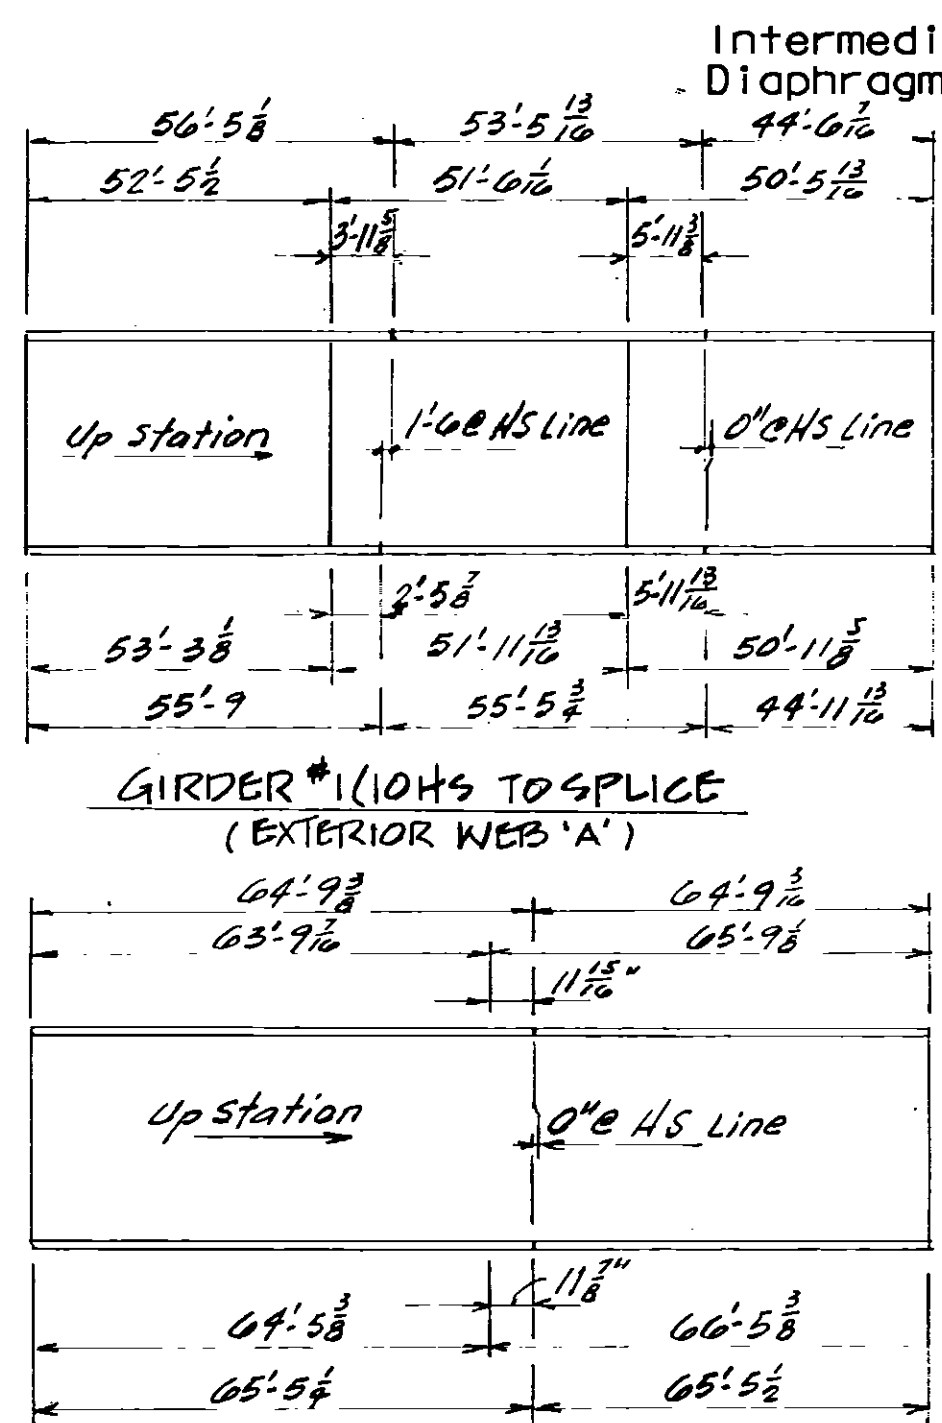 Intermedi
Diaphragm
56'-5 1/8 53'-5 13/16 44'-6 7/16
52'-5 1/2 51'-6 1/16 50'-5 13/16
3'-11 5/8 5'-11 3/8
Up Station 1'-6 @ HS Line 0" @ HS Line
2'-5 7/8 5'-11 13/16
53'-3 1/8 51'-11 13/16 50'-11 5/8
55'-9 55'-5 3/4 44'-11 13/16
GIRDER #1 (10HS TO SPLICE
(EXTERIOR WEB 'A')
64'-9 3/8 64'-9 3/16
63'-9 7/16 65'-9 1/8
11 15/16"
Up Station 0" @ HS Line
11 7/8"
64'-5 3/8 66'-5 3/8
65'-5 1/4 65'-5 1/2